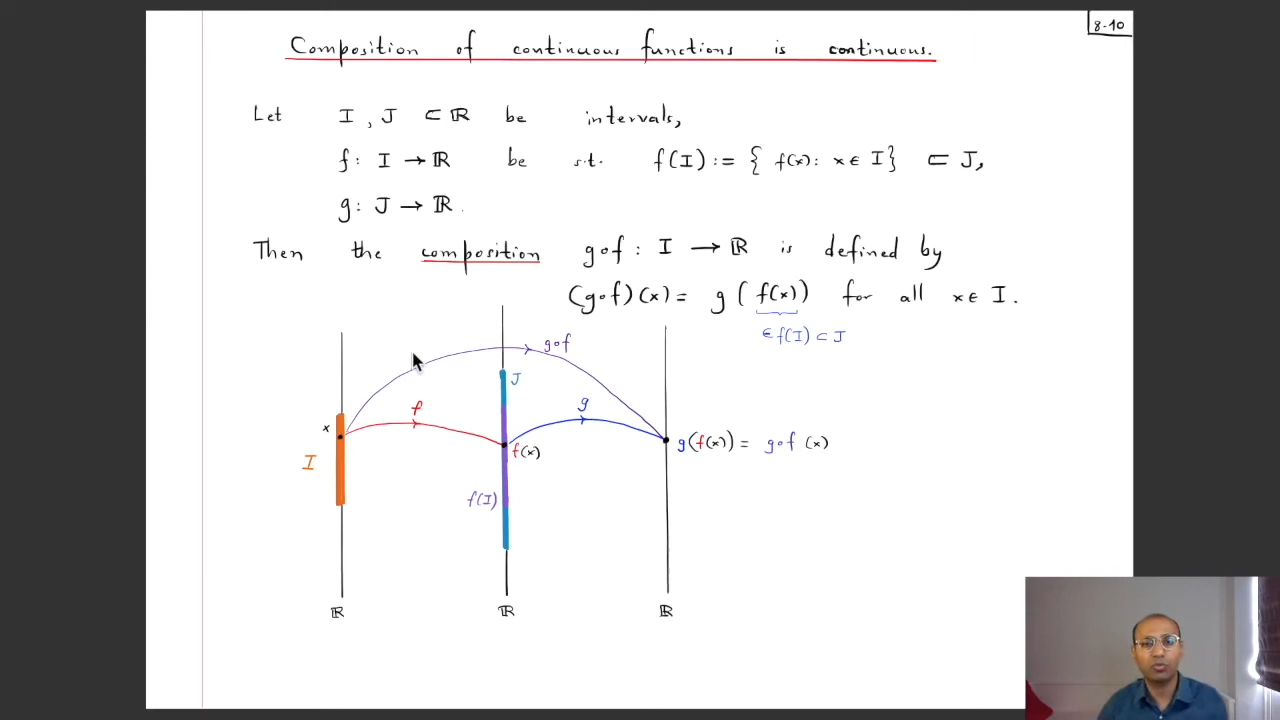 8-10
Composition of continuous functions is continuous.
Let I, J ⊂ ℝ be intervals,
f: I → ℝ be s.t. f(I) := { f(x): x ∈ I} ⊂ J,
g: J → ℝ.
Then the composition g∘f : I → ℝ is defined by
(g∘f)(x) = g ( f(x)) for all x ∈ I.
∈ f(I) ⊂ J
g∘f
J
f
g
x
f(x)
g(f(x)) = g∘f (x)
I
f(I)
ℝ
ℝ
ℝ